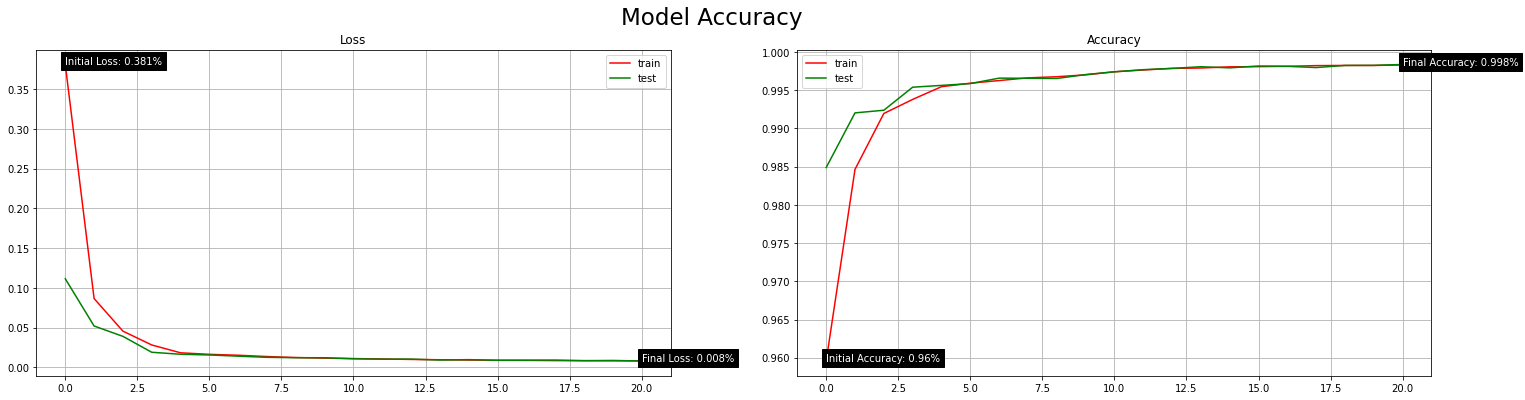 Model Accuracy
Loss
Initial Loss: 0.381%
train
test
0.35
0.30
0.25
0.20
0.15
0.10
0.05
0.00
Final Loss: 0.008%
0.0 2.5 5.0 7.5 10.0 12.5 15.0 17.5 20.0
Accuracy
train
test
Final Accuracy: 0.998%
1.000
0.995
0.990
0.985
0.980
0.975
0.970
0.965
0.960
Initial Accuracy: 0.96%
0.0 2.5 5.0 7.5 10.0 12.5 15.0 17.5 20.0